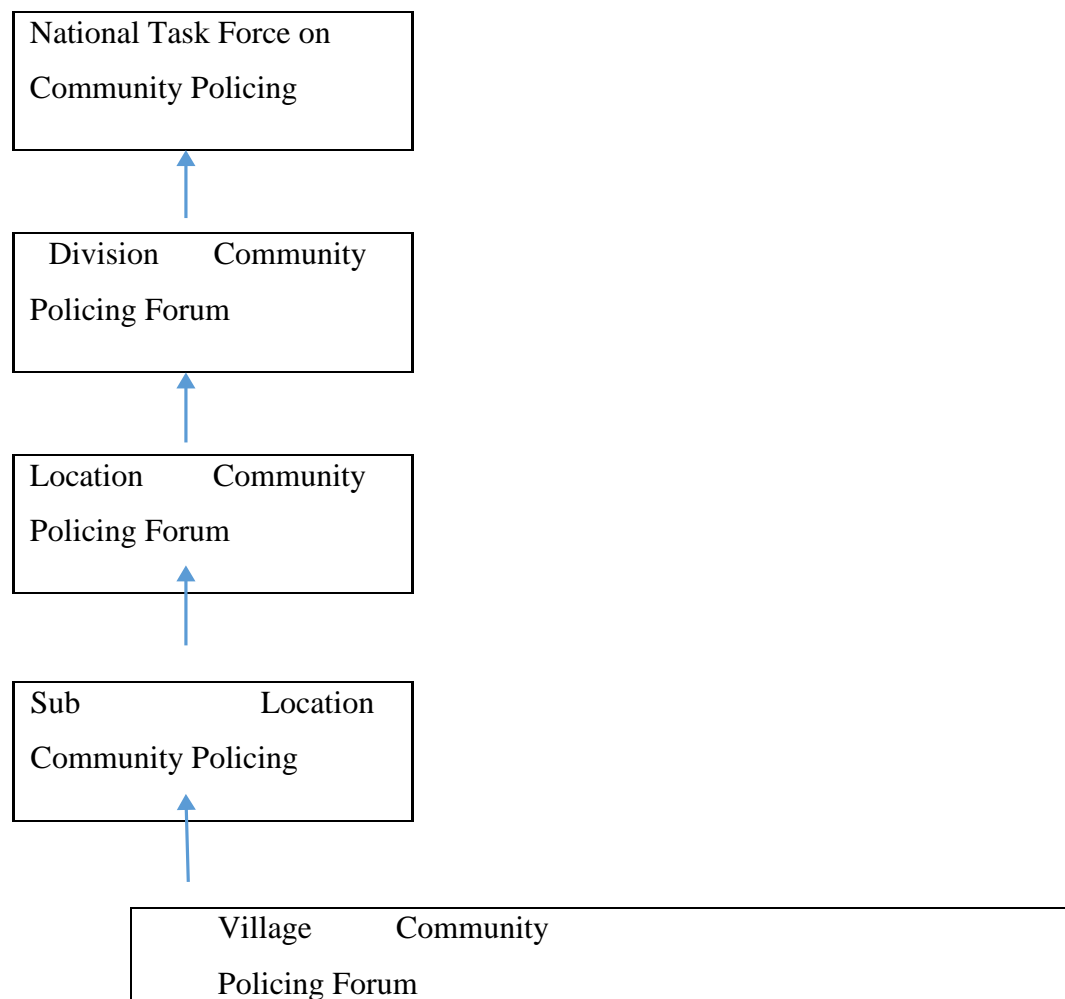 National Task Force on
Community Policing
Division Community
Policing Forum
Location Community
Policing Forum
Sub Location
Community Policing
Village Community
Policing Forum